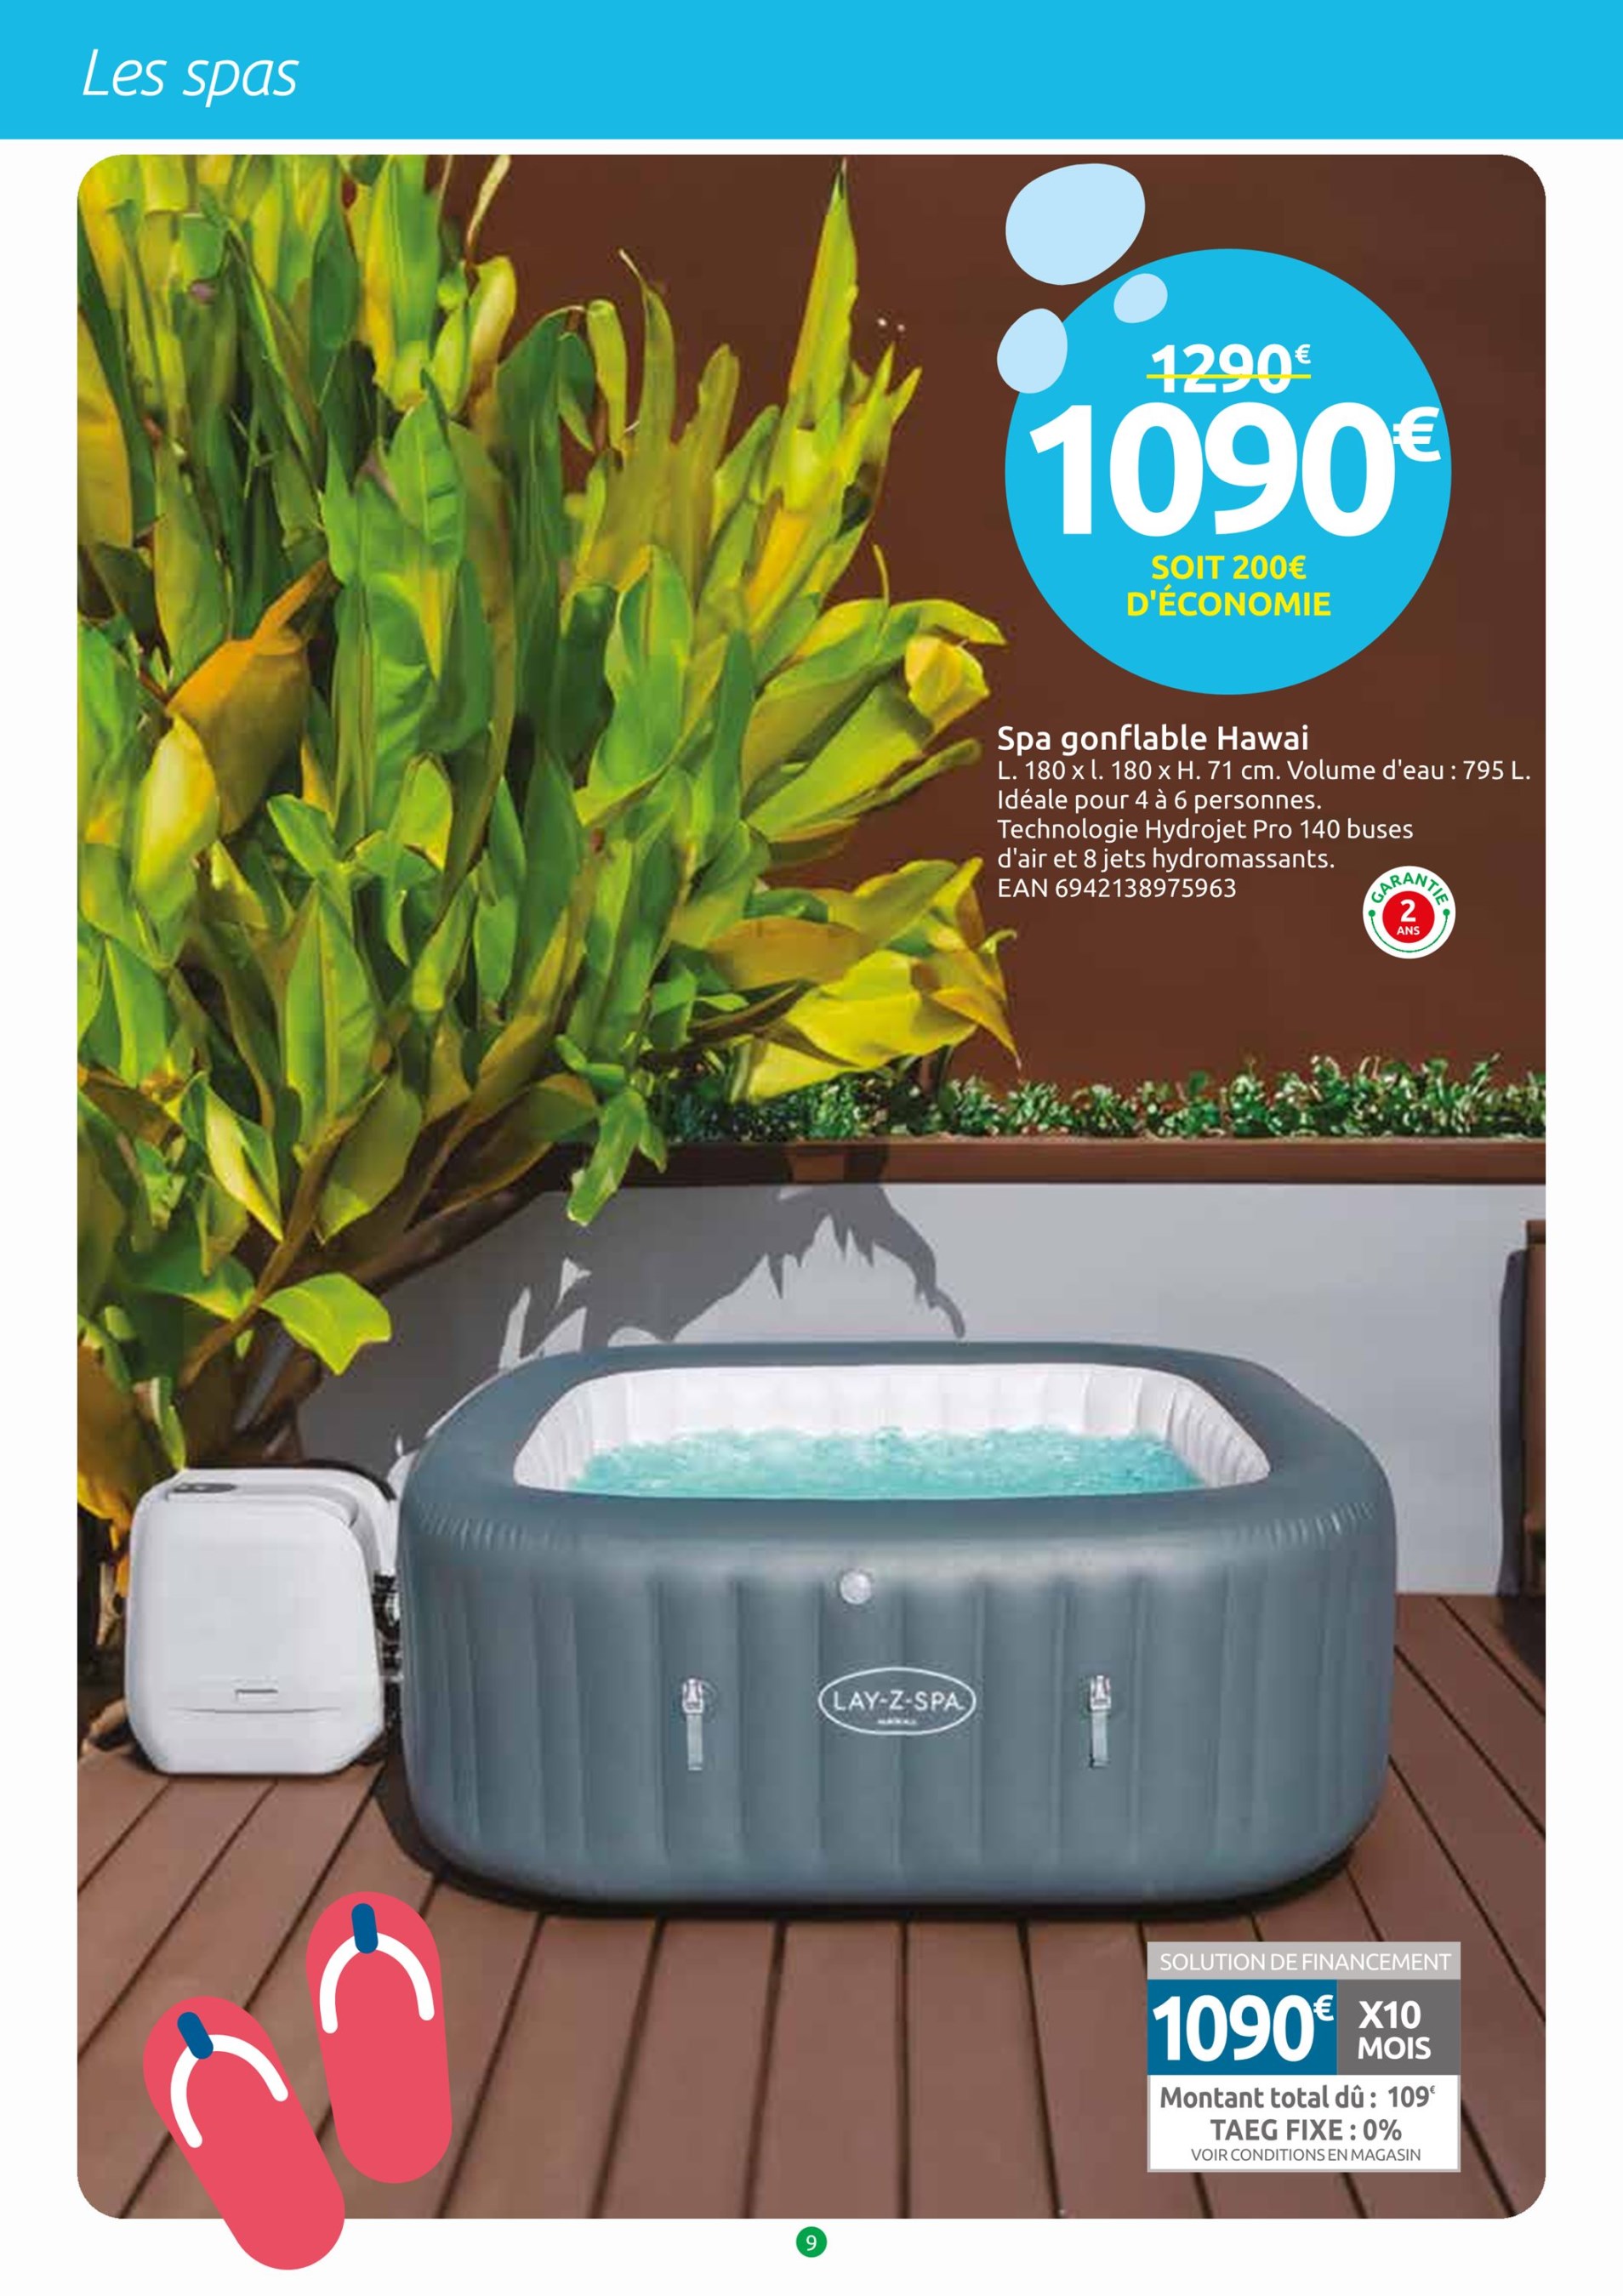 Les spas
1290€
1090€
SOIT 200€
D'ÉCONOMIE
Spa gonflable Hawai
L. 180 x l. 180 x H. 71 cm. Volume d'eau : 795 L.
Idéale pour 4 à 6 personnes.
Technologie Hydrojet Pro 140 buses
d'air et 8 jets hydromassants.
EAN 6942138975963
GARANTIE
2
ANS
LAY-Z-SPA
SOLUTION DE FINANCEMENT
1090€ X10
MOIS
Montant total dû : 109€
TAEG FIXE : 0%
VOIR CONDITIONS EN MAGASIN
9